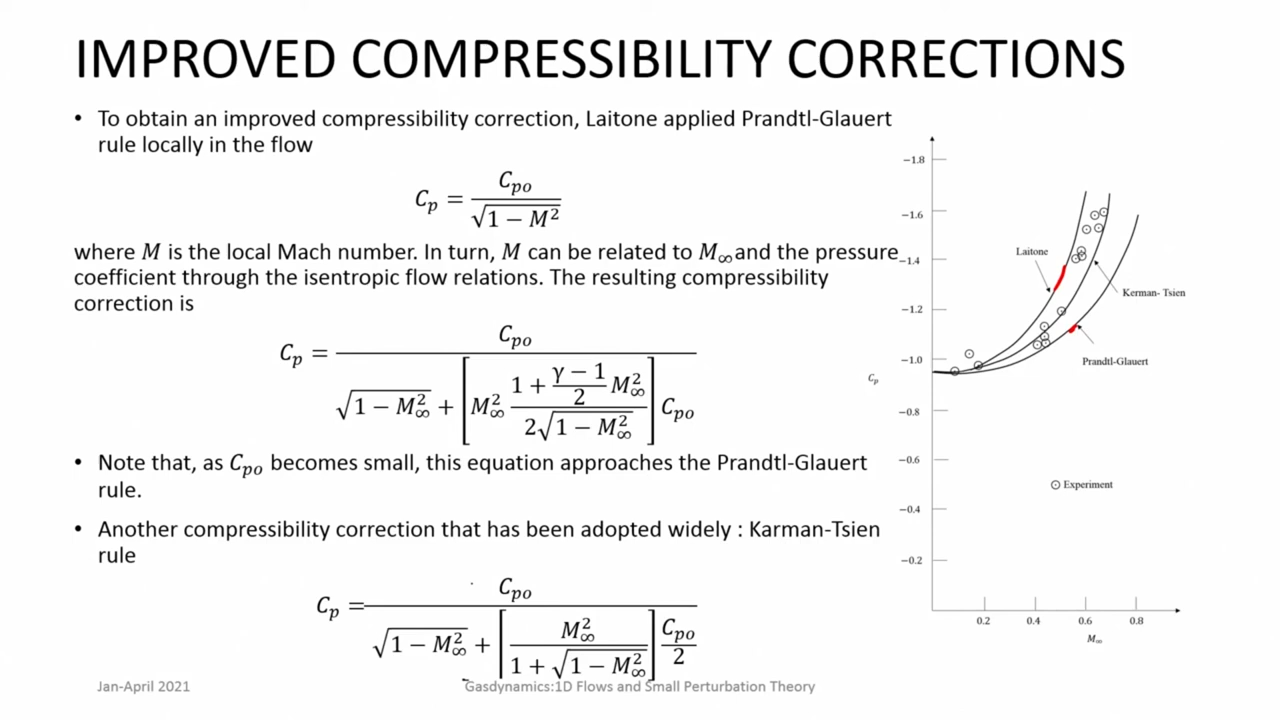 IMPROVED COMPRESSIBILITY CORRECTIONS
• To obtain an improved compressibility correction, Laitone applied Prandtl-Glauert
rule locally in the flow
C_p = C_po / √(1 − M²)
where M is the local Mach number. In turn, M can be related to M∞ and the pressure
coefficient through the isentropic flow relations. The resulting compressibility
correction is
C_p = C_po / (√(1 − M∞²) + [M∞² (1 + (γ − 1)/2 M∞²) / (2√(1 − M∞²))] C_po)
• Note that, as C_po becomes small, this equation approaches the Prandtl-Glauert
rule.
• Another compressibility correction that has been adopted widely : Karman-Tsien
rule
C_p = C_po / (√(1 − M∞²) + [M∞² / (1 + √(1 − M∞²))] C_po/2)
−1.8
−1.6
−1.4
−1.2
−1.0
−0.8
−0.6
−0.4
−0.2
C_p
Laitone
Kerman- Tsien
Prandtl-Glauert
Experiment
0.2 0.4 0.6 0.8
M∞
Jan-April 2021
Gasdynamics:1D Flows and Small Perturbation Theory